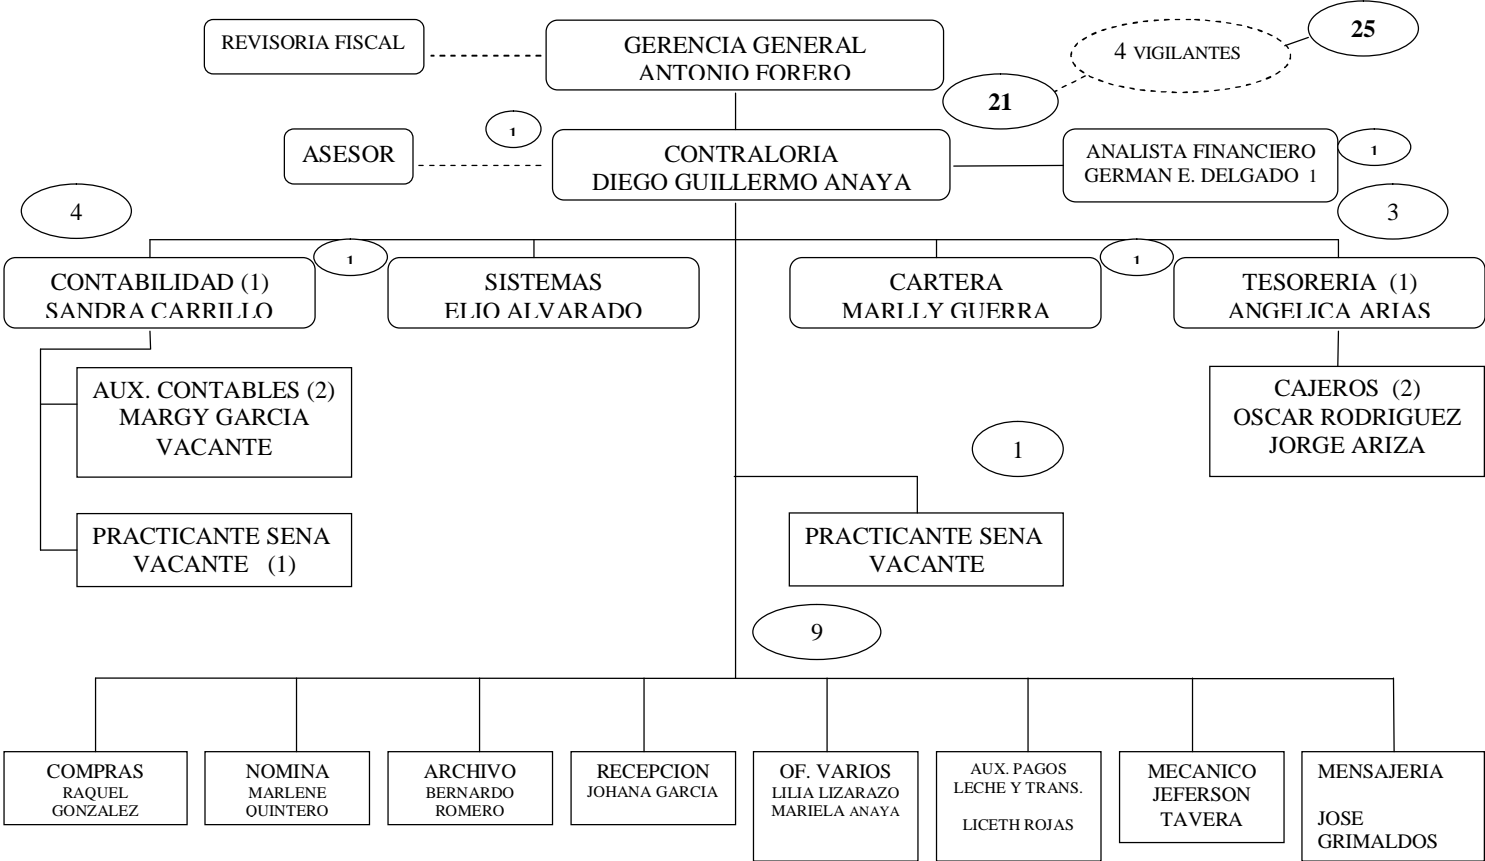 REVISORIA FISCAL
GERENCIA GENERAL
ANTONIO FORERO
4 VIGILANTES
25
21
1
ASESOR
CONTRALORIA
DIEGO GUILLERMO ANAYA
ANALISTA FINANCIERO
GERMAN E. DELGADO 1
1
4
3
1
1
CONTABILIDAD (1)
SANDRA CARRILLO
SISTEMAS
ELIO ALVARADO
CARTERA
MARLLY GUERRA
TESORERIA (1)
ANGELICA ARIAS
AUX. CONTABLES (2)
MARGY GARCIA
VACANTE
CAJEROS (2)
OSCAR RODRIGUEZ
JORGE ARIZA
1
PRACTICANTE SENA
VACANTE (1)
PRACTICANTE SENA
VACANTE
9
COMPRAS
RAQUEL
GONZALEZ
NOMINA
MARLENE
QUINTERO
ARCHIVO
BERNARDO
ROMERO
RECEPCION
JOHANA GARCIA
OF. VARIOS
LILIA LIZARAZO
MARIELA ANAYA
AUX. PAGOS
LECHE Y TRANS.
LICETH ROJAS
MECANICO
JEFERSON
TAVERA
MENSAJERIA
JOSE
GRIMALDOS